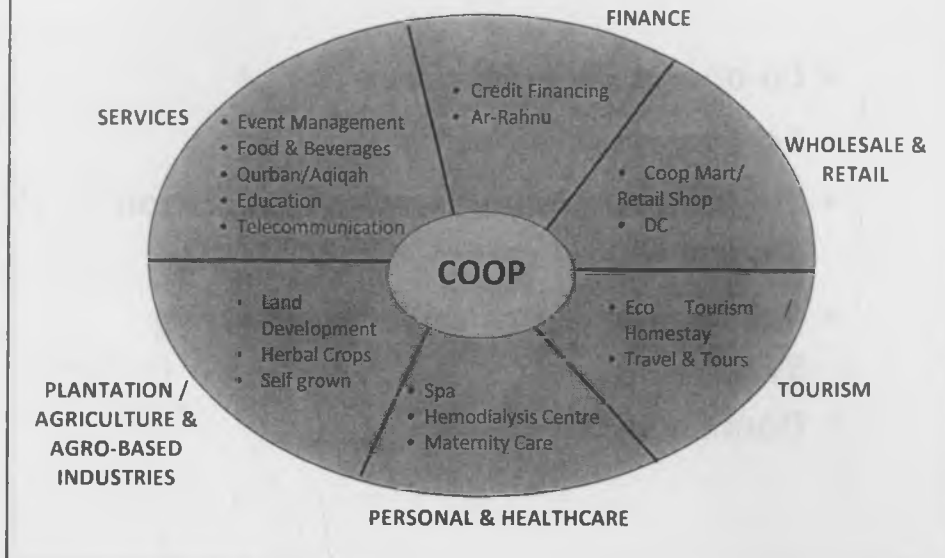 FINANCE
• Credit Financing
• Ar-Rahnu
SERVICES
• Event Management
• Food & Beverages
• Qurban/Aqiqah
• Education
• Telecommunication
WHOLESALE &
RETAIL
• Coop Mart/
Retail Shop
• DC
COOP
• Land
Development
• Herbal Crops
• Self grown
• Eco Tourism /
Homestay
• Travel & Tours
PLANTATION /
AGRICULTURE &
AGRO-BASED
INDUSTRIES
• Spa
• Hemodialysis Centre
• Maternity Care
TOURISM
PERSONAL & HEALTHCARE